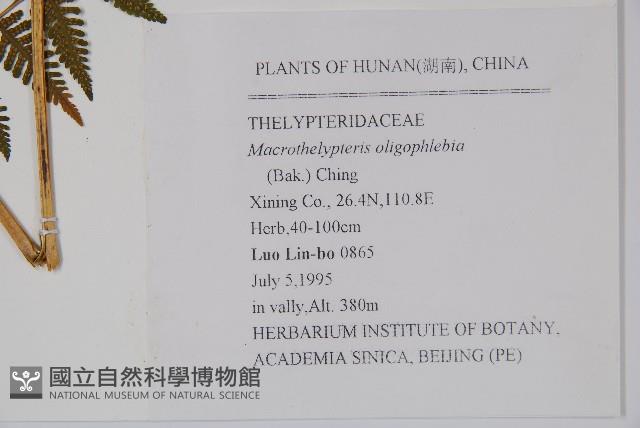 PLANTS OF HUNAN(湖南), CHINA
THELYPTERIDACEAE
Macrothelypteris oligophlebia
(Bak.) Ching
Xining Co., 26.4N,110.8E
Herb,40-100cm
Luo Lin-bo 0865
July 5,1995
in vally,Alt. 380m
HERBARIUM INSTITUTE OF BOTANY,
ACADEMIA SINICA, BEIJING (PE)
國立自然科學博物館
NATIONAL MUSEUM OF NATURAL SCIENCE